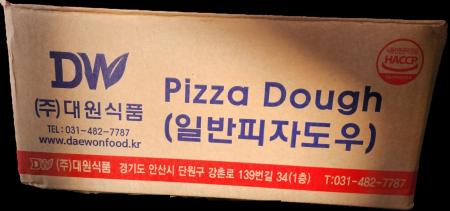 DW
(주)대원식품
TEL : 031-482-7787
www.daewonfood.kr
Pizza Dough
(일반피자도우)
HACCP
DW (주)대원식품 경기도 안산시 단원구 강촌로 139번길 34(1층) T:031-482-7787